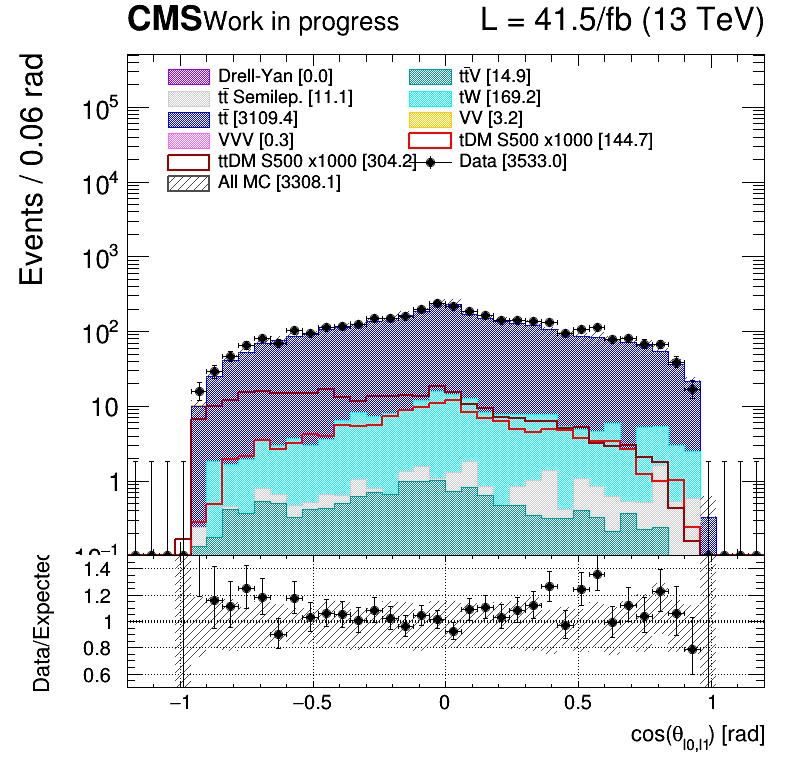 CMS Work in progress L = 41.5/fb (13 TeV)
Events / 0.06 rad
Drell-Yan [0.0] tt̄V [14.9]
tt̄ Semilep. [11.1] tW [169.2]
tt̄ [3109.4] VV [3.2]
VVV [0.3] tDM S500 x1000 [144.7]
ttDM S500 x1000 [304.2] Data [3533.0]
All MC [3308.1]
10⁵
10⁴
10³
10²
10
1
10⁻¹
Data/Expected
1.4
1.2
1
0.8
0.6
−1 −0.5 0 0.5 1
cos(θ_l0,l1) [rad]